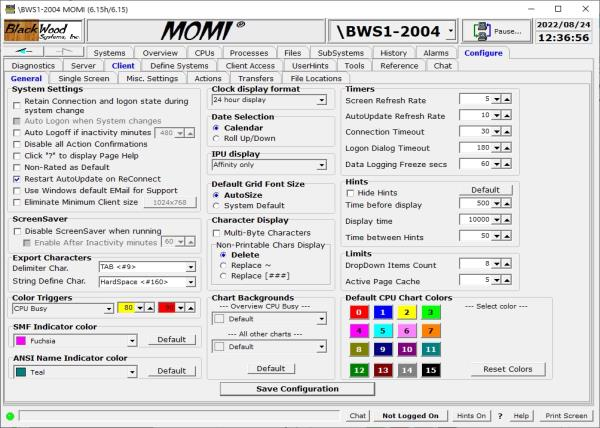 \BWS1-2004 MOMI (6.15h/6.15)
BlackWood
Systems, Inc.
MOMI ®
\BWS1-2004
Pause...
2022/08/24
12:36:56
Systems Overview CPUs Processes Files SubSystems History Alarms Configure
Diagnostics Server Client Define Systems Client Access UserHints Tools Reference Chat
General Single Screen Misc. Settings Actions Transfers File Locations
System Settings
Retain Connection and logon state during
system change
Auto Logon when System changes
Auto Logoff if inactivity minutes 480
Disable all Action Confirmations
Click "?" to display Page Help
Non-Rated as Default
Restart AutoUpdate on ReConnect
Use Windows default EMail for Support
Eliminate Minimum Client size 1024x768
ScreenSaver
Disable ScreenSaver when running
Enable After Inactivity minutes 60
Export Characters
Delimiter Char. TAB <#9>
String Define Char. HardSpace <#160>
Color Triggers
CPU Busy 80
SMF Indicator color
Fuchsia Default
ANSI Name Indicator color
Teal Default
Clock display format
24 hour display
Date Selection
Calendar
Roll Up/Down
IPU display
Affinity only
Default Grid Font Size
AutoSize
System Default
Character Display
Multi-Byte Characters
Non-Printable Chars Display
Delete
Replace ~
Replace [###]
Chart Backgrounds
--- Overview CPU Busy ---
Default
--- All other charts ---
Default
Default
Timers
Screen Refresh Rate 5
AutoUpdate Refresh Rate 10
Connection Timeout 30
Logon Dialog Timeout 180
Data Logging Freeze secs 60
Hints
Hide Hints Default
Time before display 500
Display time 10000
Time between Hints 50
Limits
DropDown Items Count 8
Active Page Cache 5
Default CPU Chart Colors
0 1 2 3
4 5 6 7
8 9 10 11
12 13 14 15
--- Select color ---
Reset Colors
Save Configuration
Chat Not Logged On Hints On ? Help Print Screen